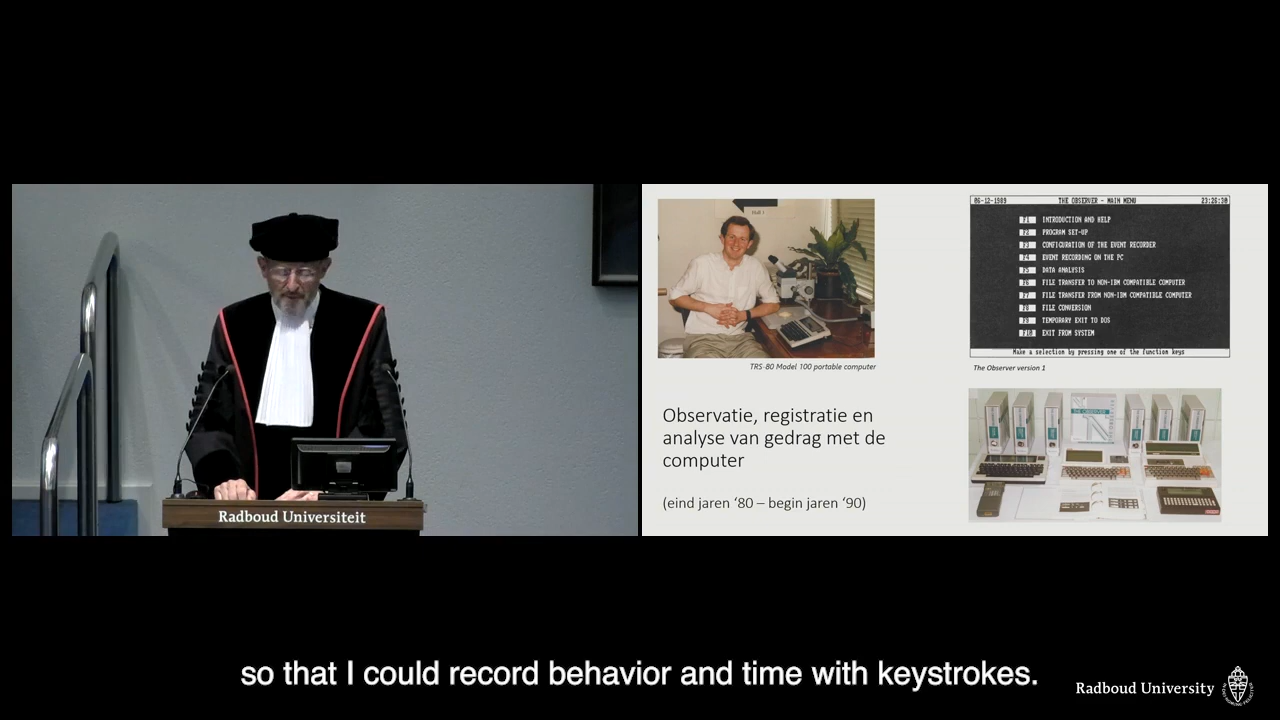 Radboud Universiteit
TRS-80 Model 100 portable computer
Observatie, registratie en
analyse van gedrag met de
computer
(eind jaren ‘80 – begin jaren ‘90)
06-12-1989 THE OBSERVER - MAIN MENU 23:26:30
F1 INTRODUCTION AND HELP
F2 PROGRAM SET-UP
F3 CONFIGURATION OF THE EVENT RECORDER
F4 EVENT RECORDING ON THE PC
F5 DATA ANALYSIS
F6 FILE TRANSFER TO NON-IBM COMPATIBLE COMPUTER
F7 FILE TRANSFER FROM NON-IBM COMPATIBLE COMPUTER
F8 FILE CONVERSION
F9 TEMPORARY EXIT TO DOS
F10 EXIT FROM SYSTEM
Make a selection by pressing one of the function keys
The Observer version 1
THE OBSERVER
so that I could record behavior and time with keystrokes.
Radboud University